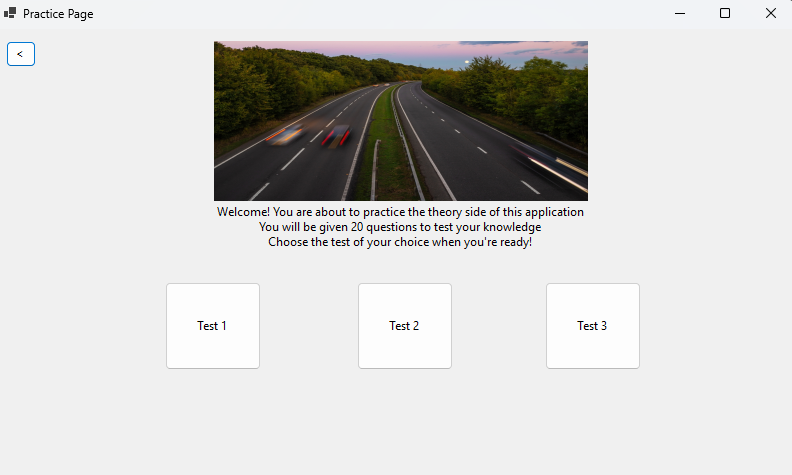 Practice Page
<
Welcome! You are about to practice the theory side of this application
You will be given 20 questions to test your knowledge
Choose the test of your choice when you're ready!
Test 1
Test 2
Test 3